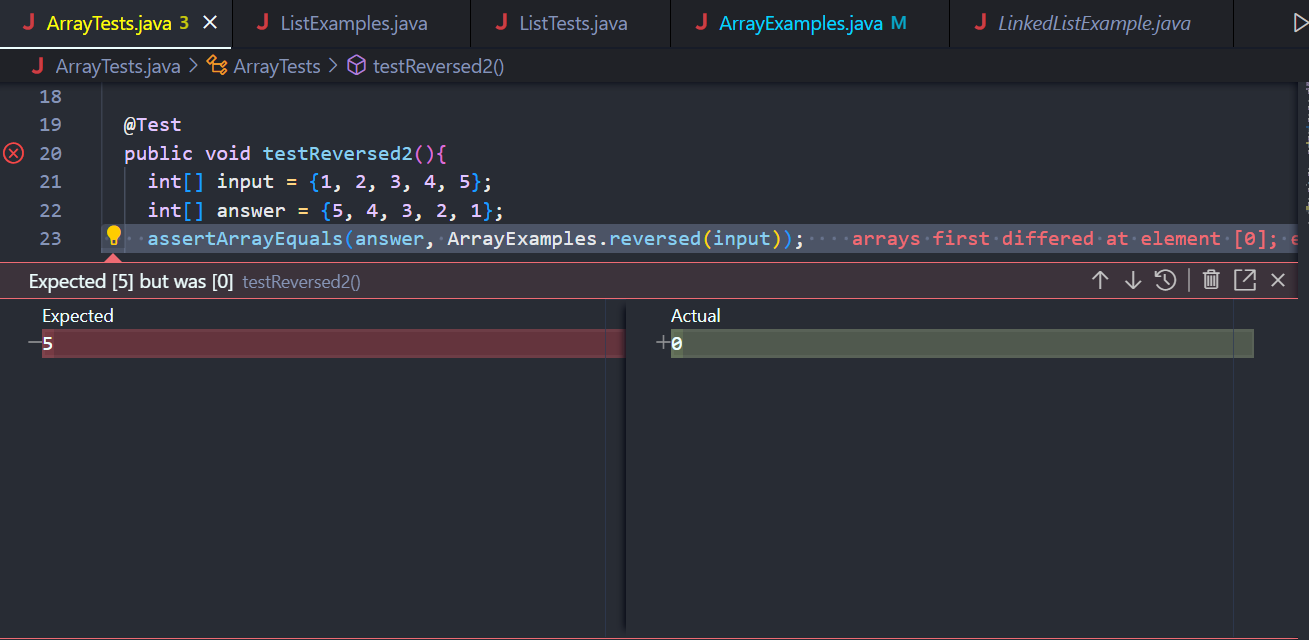 J ArrayTests.java 3 J ListExamples.java J ListTests.java J ArrayExamples.java M J LinkedListExample.java
J ArrayTests.java > ArrayTests > testReversed2()
18
19 @Test
20 public void testReversed2(){
21 int[] input = {1, 2, 3, 4, 5};
22 int[] answer = {5, 4, 3, 2, 1};
23 assertArrayEquals(answer, ArrayExamples.reversed(input)); arrays first differed at element [0]; e
Expected [5] but was [0] testReversed2()
Expected Actual
−5 +0